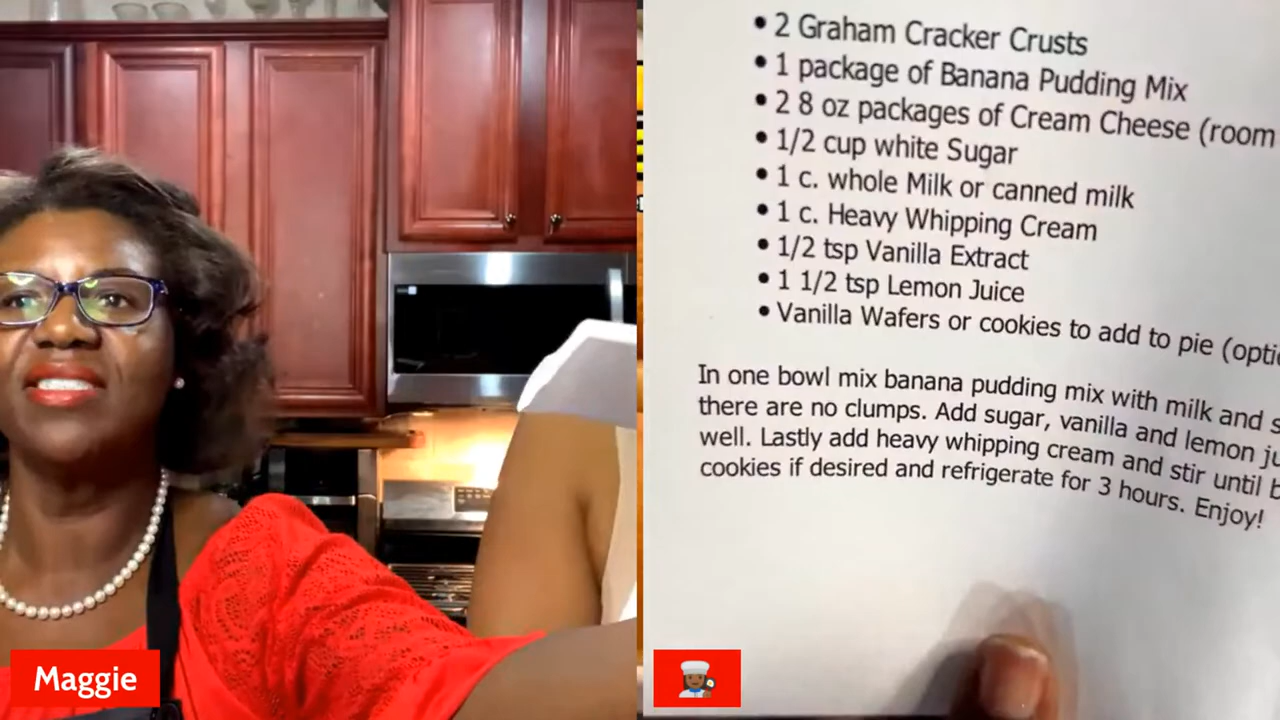 • 2 Graham Cracker Crusts
• 1 package of Banana Pudding Mix
• 2 8 oz packages of Cream Cheese (room
• 1/2 cup white Sugar
• 1 c. whole Milk or canned milk
• 1 c. Heavy Whipping Cream
• 1/2 tsp Vanilla Extract
• 1 1/2 tsp Lemon Juice
• Vanilla Wafers or cookies to add to pie
In one bowl mix banana pudding mix with milk and
there are no clumps. Add sugar, vanilla and lemon
well. Lastly add heavy whipping cream and stir until
cookies if desired and refrigerate for 3 hours. Enjoy!
Maggie